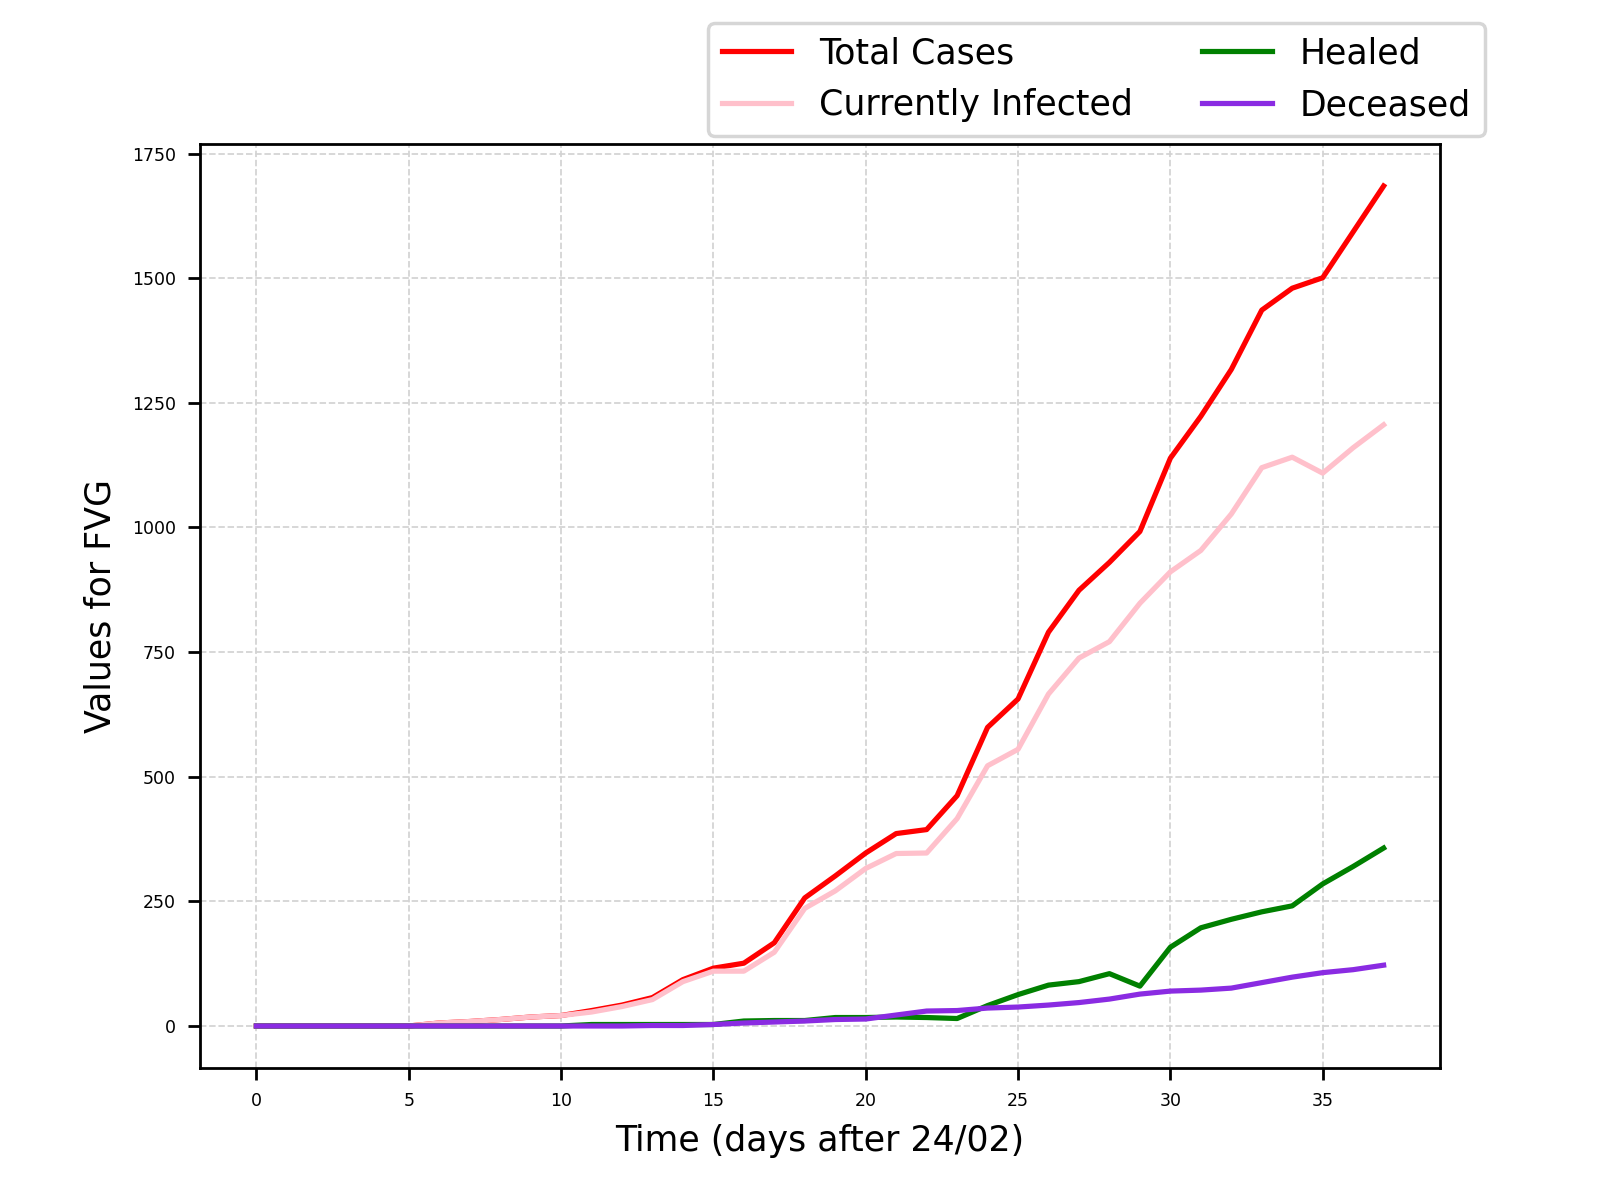 Total Cases
Currently Infected
Healed
Deceased
Values for FVG
1750
1500
1250
1000
750
500
250
0
0 5 10 15 20 25 30 35
Time (days after 24/02)